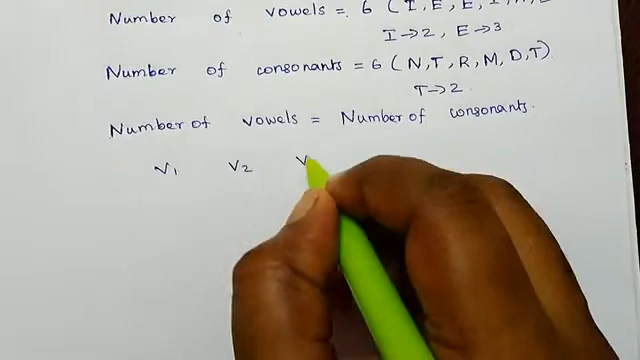 Number of vowels = 6 ( I, E, E, I,
I → 2, E → 3
Number of consonants = 6 ( N, T, R, M, D, T)
T → 2.
Number of vowels = Number of consonants.
V1 V2 V